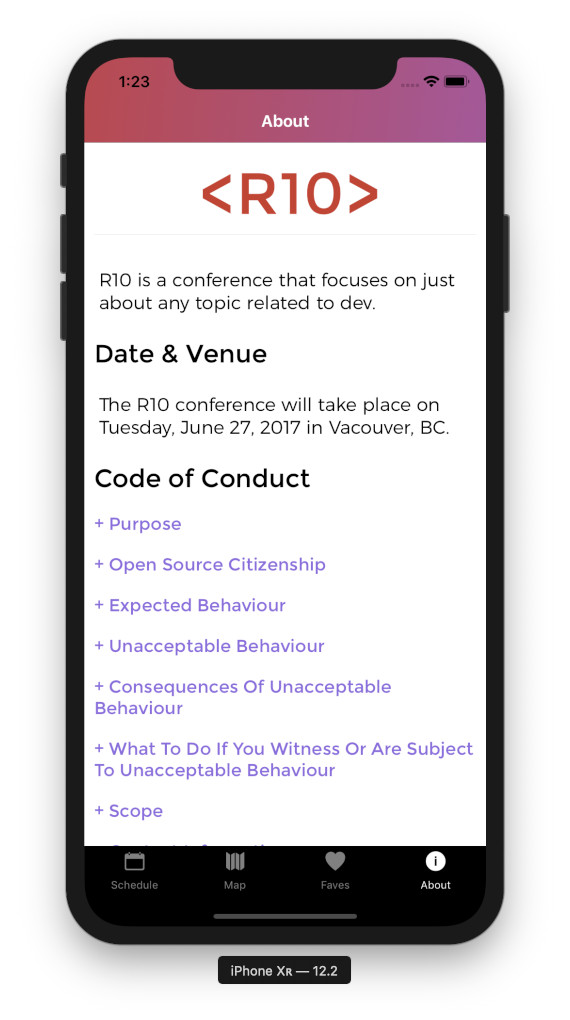 1:23
About
<R10>
R10 is a conference that focuses on just
about any topic related to dev.
Date & Venue
The R10 conference will take place on
Tuesday, June 27, 2017 in Vacouver, BC.
Code of Conduct
+ Purpose
+ Open Source Citizenship
+ Expected Behaviour
+ Unacceptable Behaviour
+ Consequences Of Unacceptable
Behaviour
+ What To Do If You Witness Or Are Subject
To Unacceptable Behaviour
+ Scope
Schedule
Map
Faves
About
iPhone Xʀ — 12.2